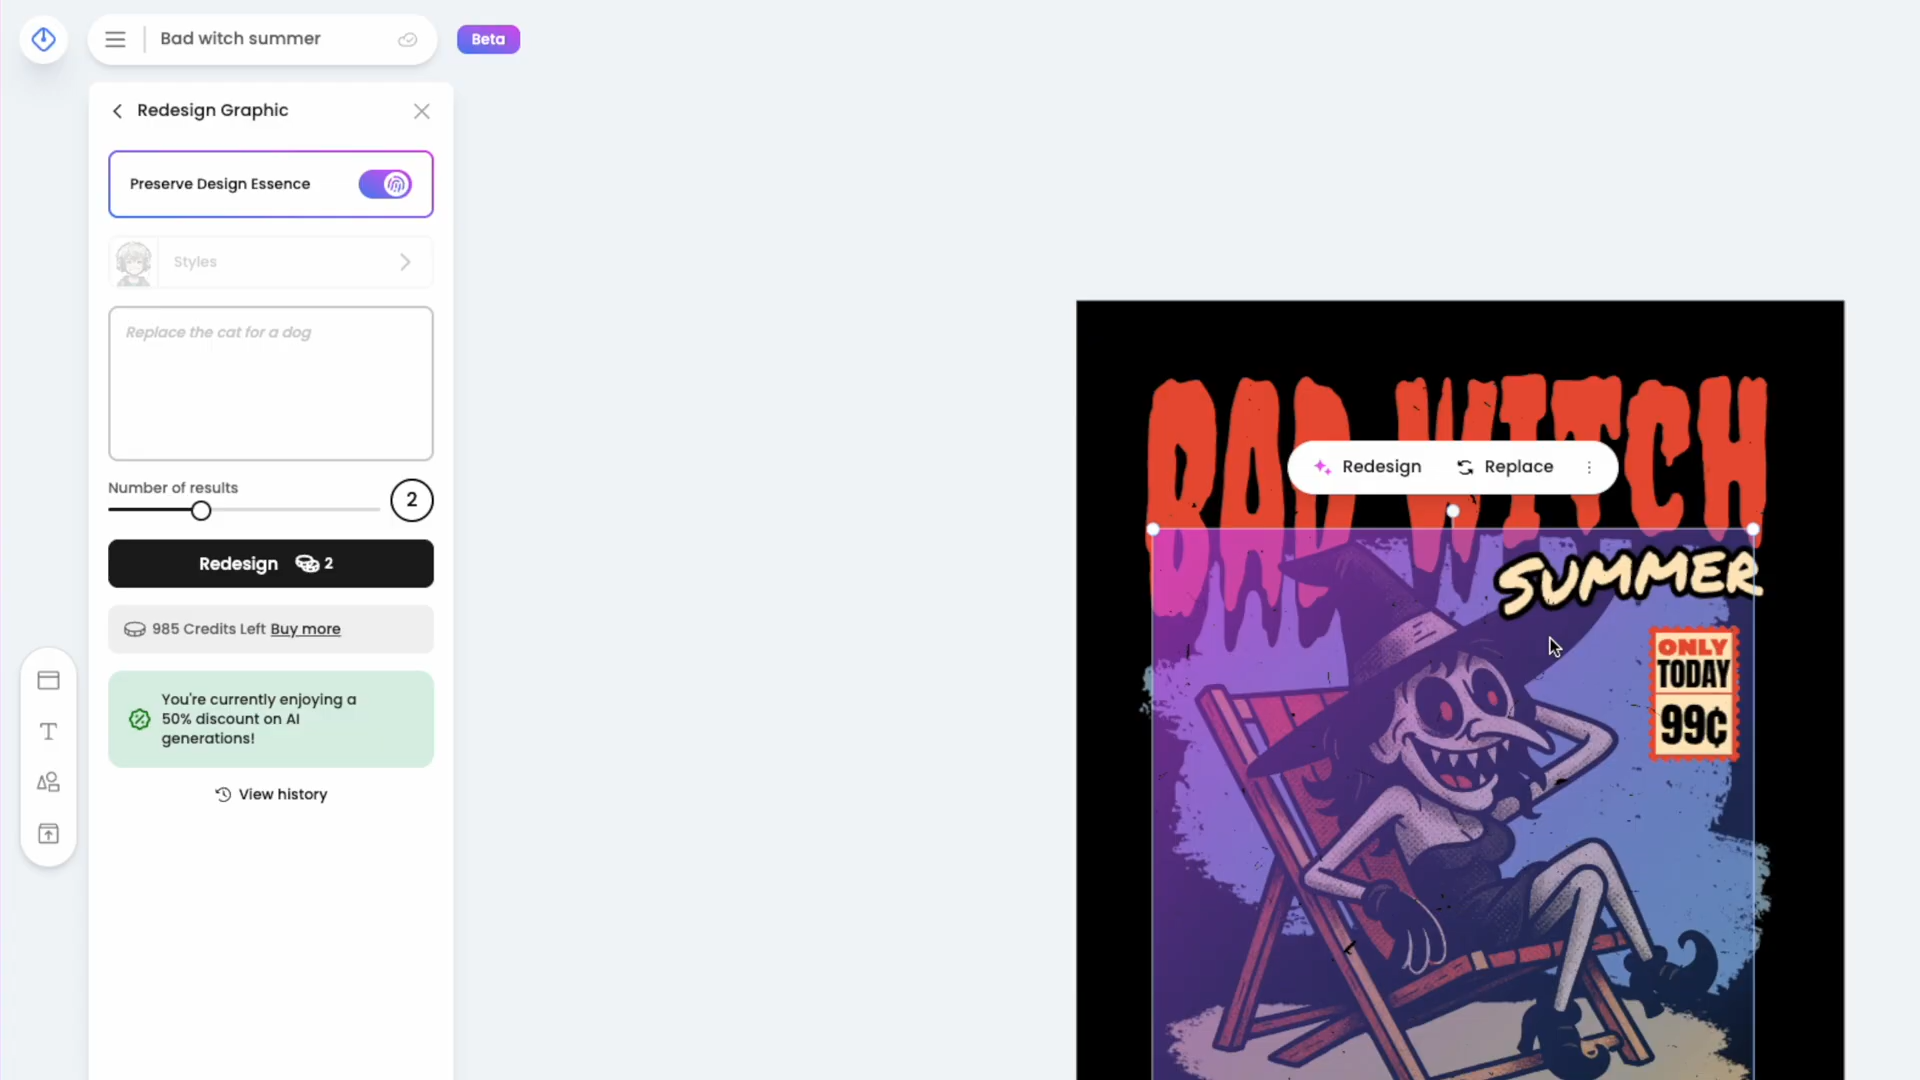 Bad witch summer
Beta
Redesign Graphic
Preserve Design Essence
Styles
Replace the cat for a dog
Number of results
2
Redesign 2
985 Credits Left Buy more
You're currently enjoying a
50% discount on AI
generations!
View history
BAD WITCH
Redesign
Replace
SUMMER
ONLY
TODAY
99¢